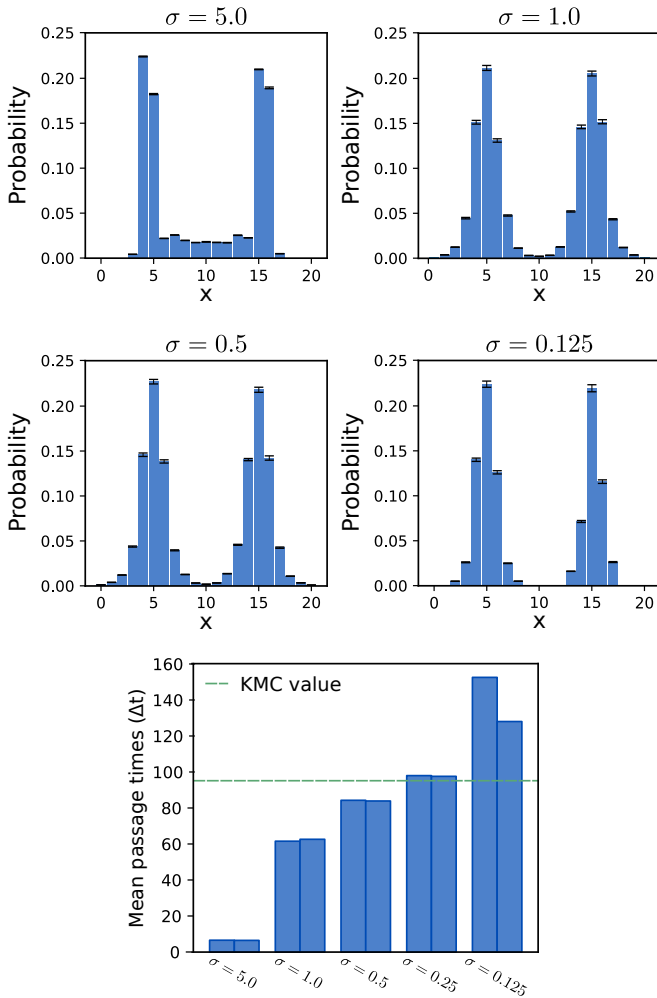 σ = 5.0
0.25
0.20
0.15
0.10
0.05
0.00
Probability
0 5 10 15 20
x
σ = 1.0
0.25
0.20
0.15
0.10
0.05
0.00
Probability
0 5 10 15 20
x
σ = 0.5
0.25
0.20
0.15
0.10
0.05
0.00
Probability
0 5 10 15 20
x
σ = 0.125
0.25
0.20
0.15
0.10
0.05
0.00
Probability
0 5 10 15 20
x
160
140
120
100
80
60
40
20
0
Mean passage times (Δt)
KMC value
σ = 5.0
σ = 1.0
σ = 0.5
σ = 0.25
σ = 0.125